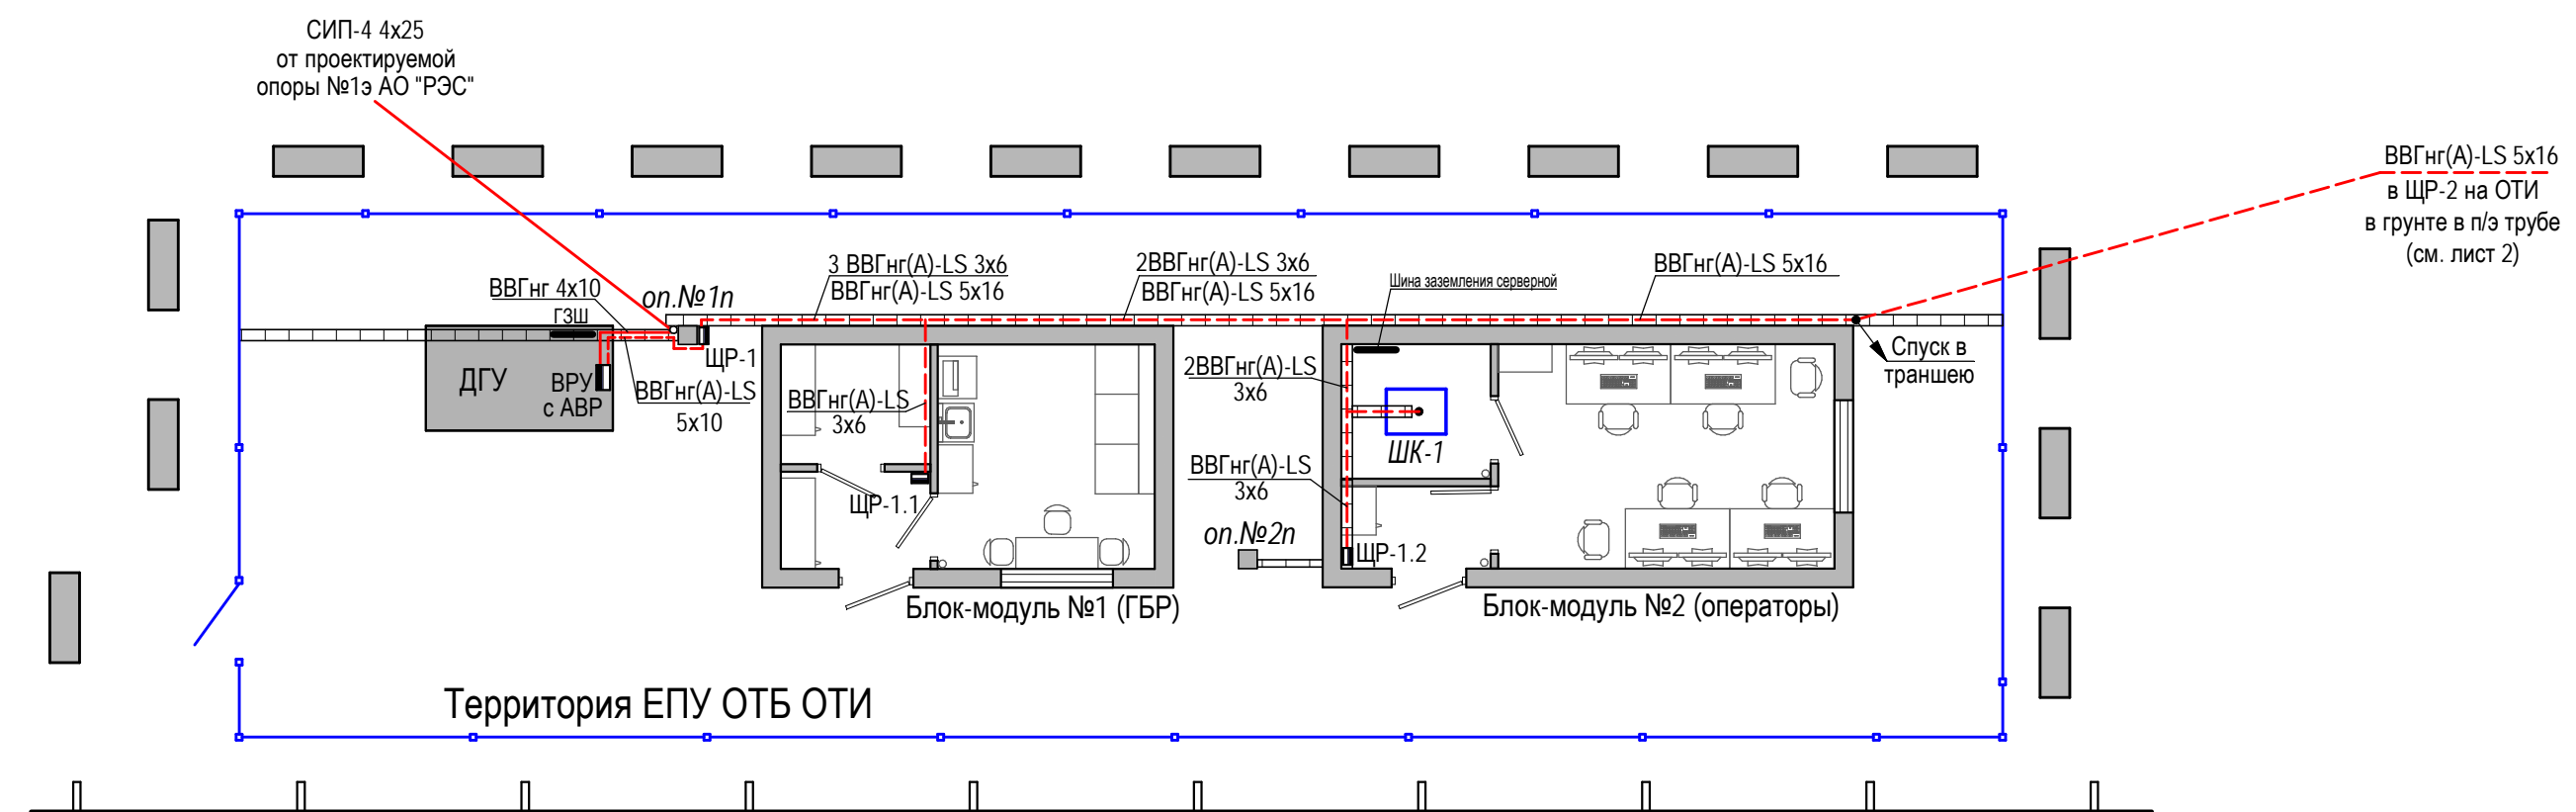 СИП-4 4х25
от проектируемой
опоры №1э АО "РЭС"
ВВГнг(А)-LS 5х16
в ЩР-2 на ОТИ
в грунте в п/э трубе
(см. лист 2)
ВВГнг 4х10
ГЗШ
оп.№1п
3 ВВГнг(А)-LS 3х6
ВВГнг(А)-LS 5х16
2ВВГнг(А)-LS 3х6
ВВГнг(А)-LS 5х16
Шина заземления серверной
ВВГнг(А)-LS 5х16
ЩР-1
Спуск в
траншею
ДГУ
ВРУ
с АВР
ВВГнг(А)-LS
5х10
ВВГнг(А)-LS
3х6
2ВВГнг(А)-LS
3х6
ШК-1
ВВГнг(А)-LS
3х6
ЩР-1.1
оп.№2п
ЩР-1.2
Блок-модуль №1 (ГБР)
Блок-модуль №2 (операторы)
Территория ЕПУ ОТБ ОТИ